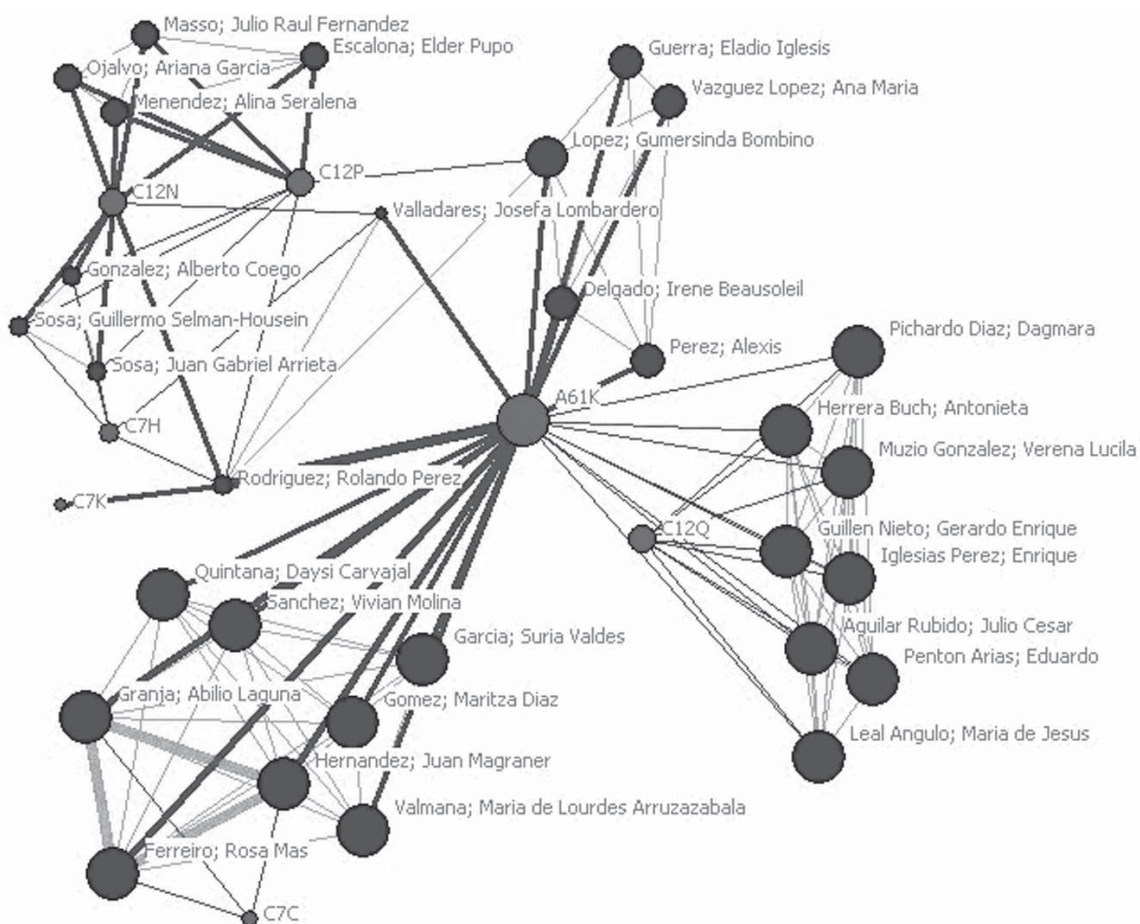 Masso; Julio Raul Fernandez
Escalona; Elder Pupo
Ojalvo; Ariana Garcia
Menendez; Alina Seralena
Guerra; Eladio Iglesis
Vazguez Lopez; Ana Maria
Lopez; Gumersinda Bombino
C12P
C12N
Valladares; Josefa Lombardero
Gonzalez; Alberto Coego
Delgado; Irene Beausoleil
Sosa; Guillermo Selman-Housein
Pichardo Diaz; Dagmara
Perez; Alexis
Sosa; Juan Gabriel Arrieta
A61K
Herrera Buch; Antonieta
C7H
Muzio Gonzalez; Verena Lucila
Rodriguez; Rolando Perez
C7K
C12Q
Guillen Nieto; Gerardo Enrique
Iglesias Perez; Enrique
Quintana; Daysi Carvajal
Sanchez; Vivian Molina
Aguilar Rubido; Julio Cesar
Garcia; Suria Valdes
Penton Arias; Eduardo
Granja; Abilio Laguna
Gomez; Maritza Diaz
Leal Angulo; Maria de Jesus
Hernandez; Juan Magraner
Valmana; Maria de Lourdes Arruzazabala
Ferreiro; Rosa Mas
C7C